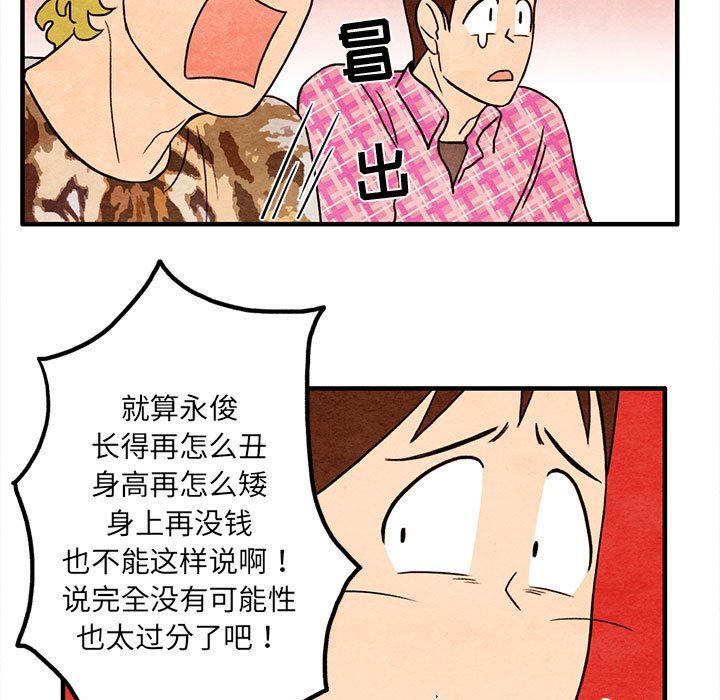 冒
出
就算永俊
长得再怎么丑
身高再怎么矮
身上再没钱
也不能这样说啊！
说完全没有可能性
也太过分了吧！